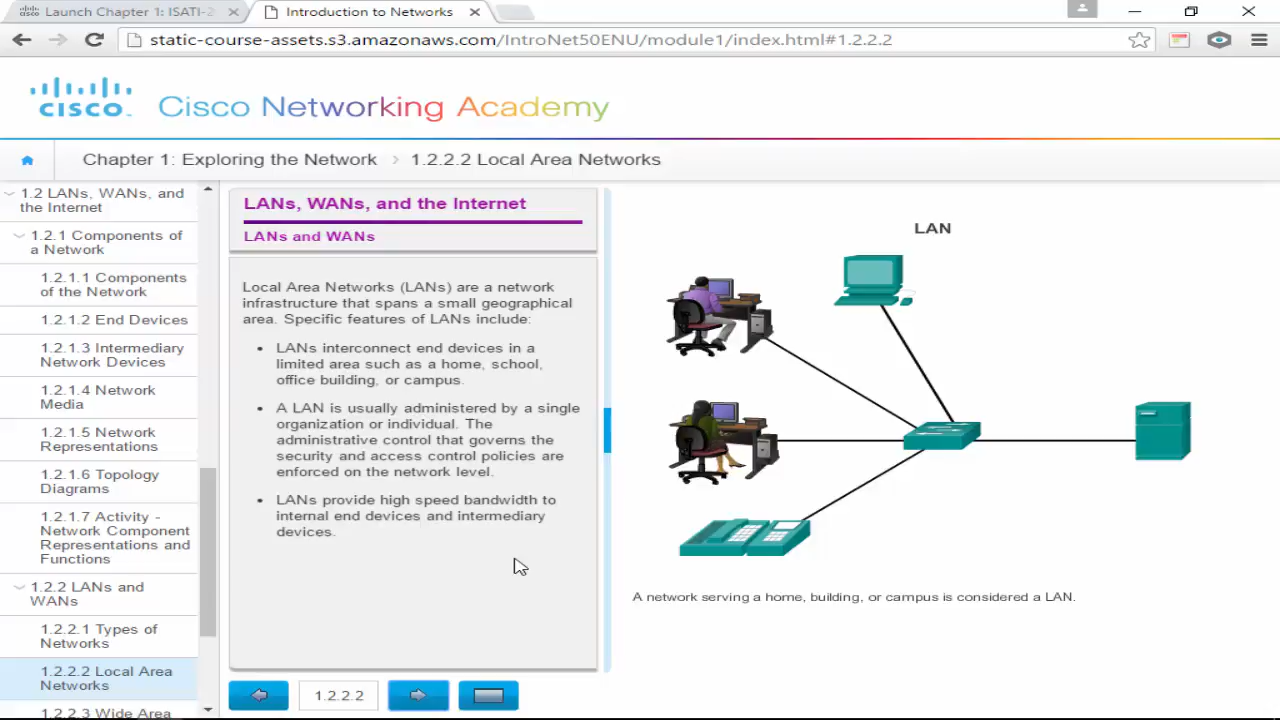 Launch Chapter 1: ISATI-2
Introduction to Networks
static-course-assets.s3.amazonaws.com/IntroNet50ENU/module1/index.html#1.2.2.2
CISCO
Cisco Networking Academy
Chapter 1: Exploring the Network
1.2.2.2 Local Area Networks
1.2 LANs, WANs, and
the Internet
1.2.1 Components of
a Network
1.2.1.1 Components
of the Network
1.2.1.2 End Devices
1.2.1.3 Intermediary
Network Devices
1.2.1.4 Network
Media
1.2.1.5 Network
Representations
1.2.1.6 Topology
Diagrams
1.2.1.7 Activity -
Network Component
Representations and
Functions
1.2.2 LANs and
WANs
1.2.2.1 Types of
Networks
1.2.2.2 Local Area
Networks
1.2.2.3 Wide Area
LANs, WANs, and the Internet
LANs and WANs
Local Area Networks (LANs) are a network
infrastructure that spans a small geographical
area. Specific features of LANs include:
• LANs interconnect end devices in a
limited area such as a home, school,
office building, or campus.
• A LAN is usually administered by a single
organization or individual. The
administrative control that governs the
security and access control policies are
enforced on the network level.
• LANs provide high speed bandwidth to
internal end devices and intermediary
devices.
1.2.2.2
LAN
A network serving a home, building, or campus is considered a LAN.